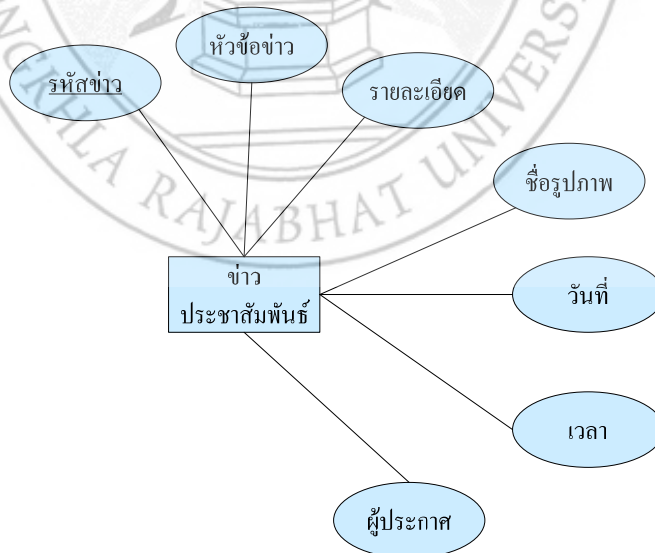 หัวข้อข่าว
รหัสข่าว
รายละเอียด
ชื่อรูปภาพ
ข่าว
ประชาสัมพันธ์
วันที่
เวลา
ผู้ประกาศ
RAJABHAT UNIVERS